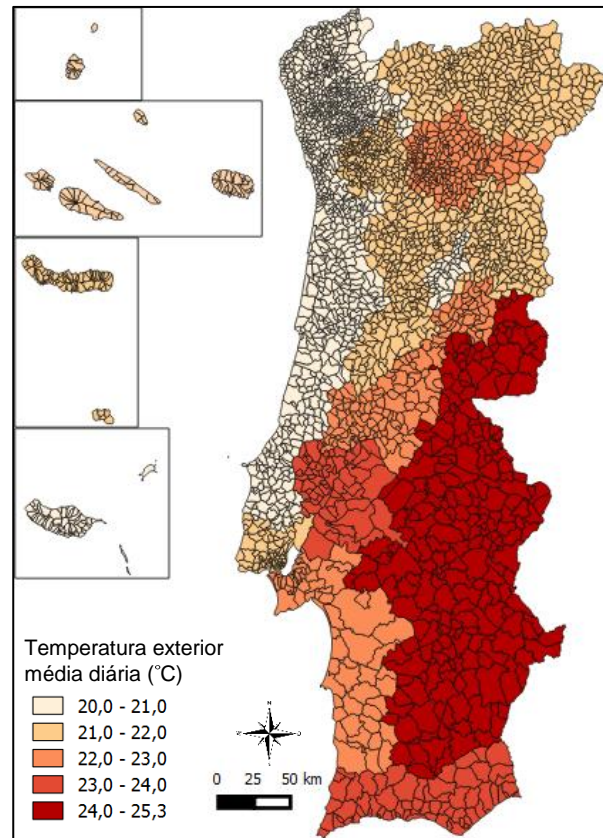 Temperatura exterior
média diária (°C)
20,0 - 21,0
21,0 - 22,0
22,0 - 23,0
23,0 - 24,0
24,0 - 25,3
N
0 25 50 km